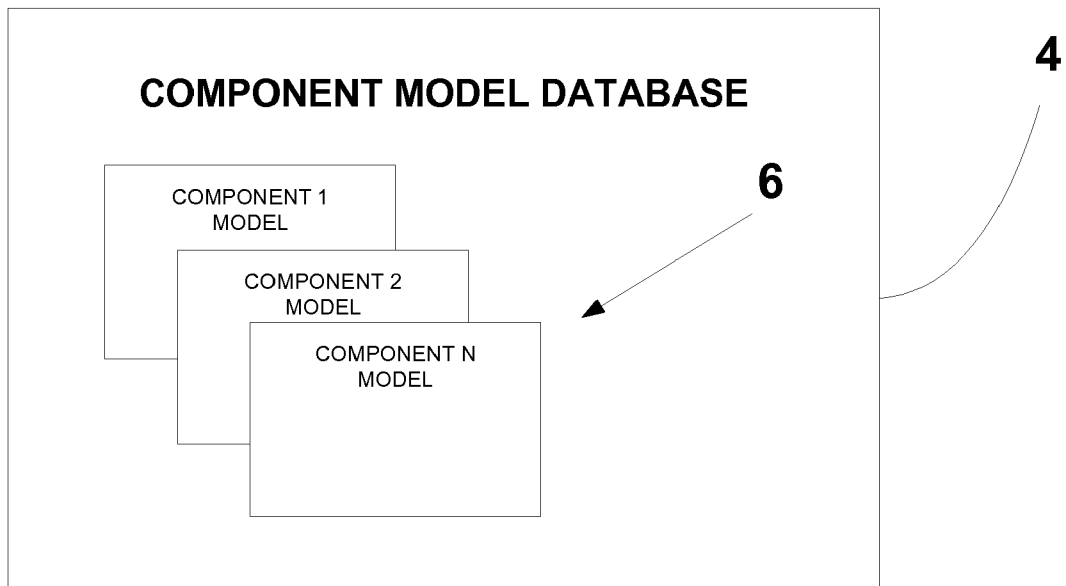 4
COMPONENT MODEL DATABASE
6
COMPONENT 1
MODEL
COMPONENT 2
MODEL
COMPONENT N
MODEL